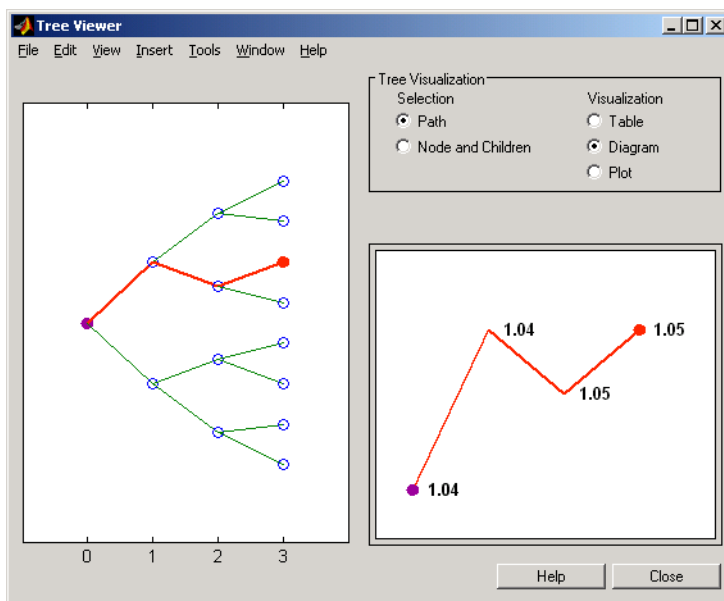 Tree Viewer
File Edit View Insert Tools Window Help
Tree Visualization
Selection
Path
Node and Children
Visualization
Table
Diagram
Plot
0 1 2 3
1.04
1.05
1.05
1.04
Help
Close